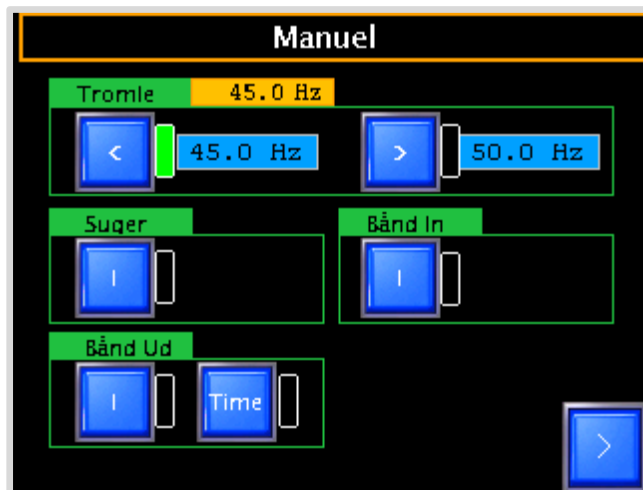 Manuel
Tromle 45.0 Hz
< 45.0 Hz > 50.0 Hz
Suger Bånd In
I I
Bånd Ud
I Time
>